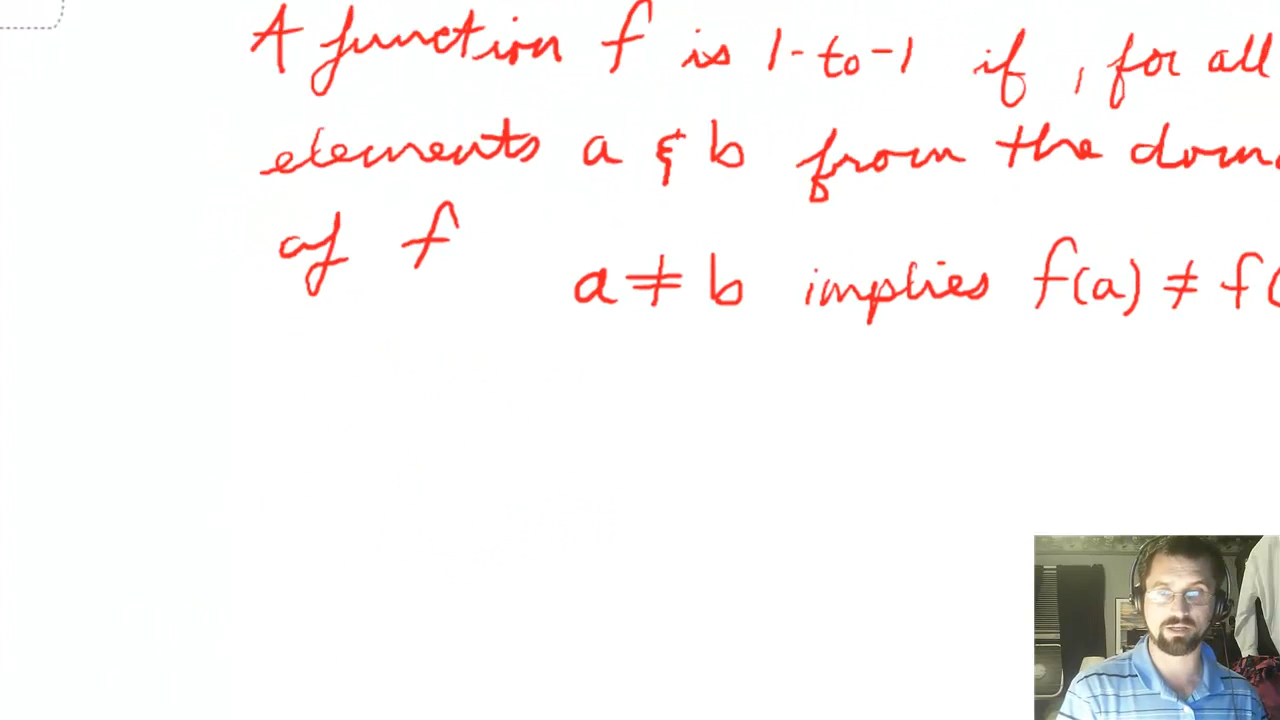 A function f is 1-to-1 if, for all
elements a & b from the
of f
a ≠ b implies f(a) ≠ f(